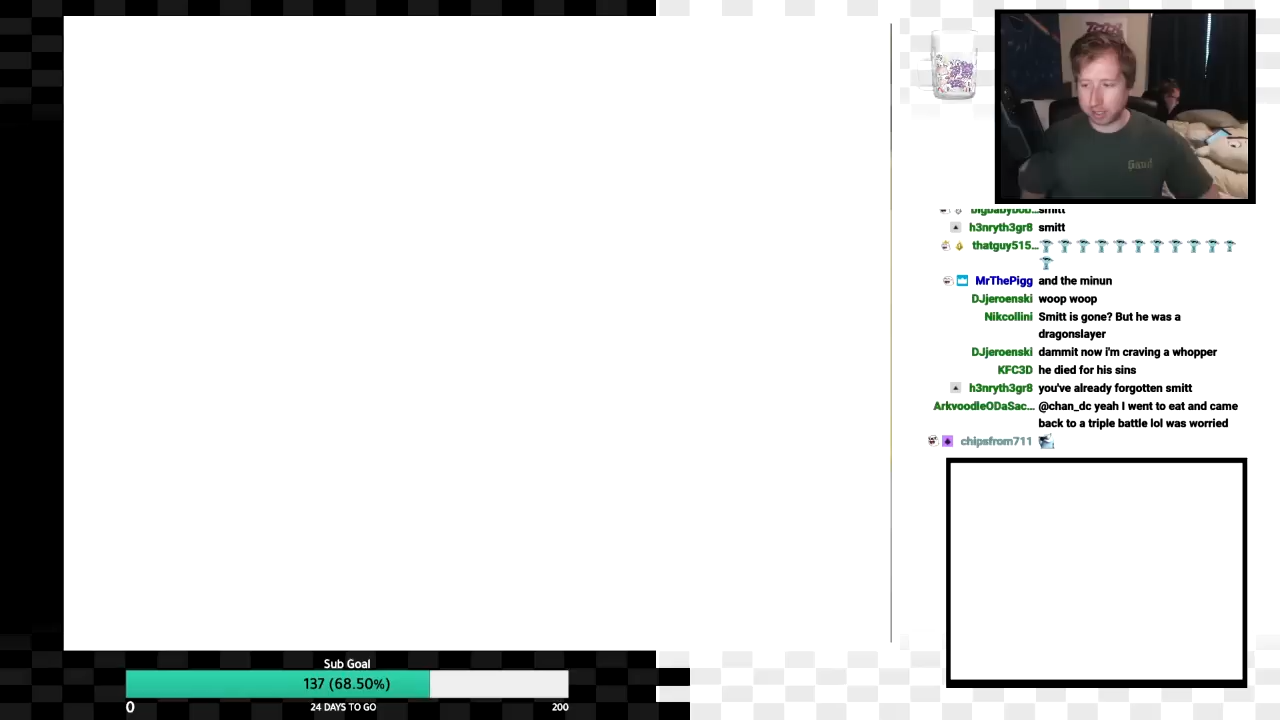 bigbabybob… smitt
h3nryth3gr8 smitt
thatguy515…
MrThePigg and the minun
DJjeroenski woop woop
Nikcollini Smitt is gone? But he was a
dragonslayer
DJjeroenski dammit now i'm craving a whopper
KFC3D he died for his sins
h3nryth3gr8 you've already forgotten smitt
ArkvoodleODaSac… @chan_dc yeah I went to eat and came
back to a triple battle lol was worried
chipsfrom711
Sub Goal
137 (68.50%)
0 24 DAYS TO GO 200